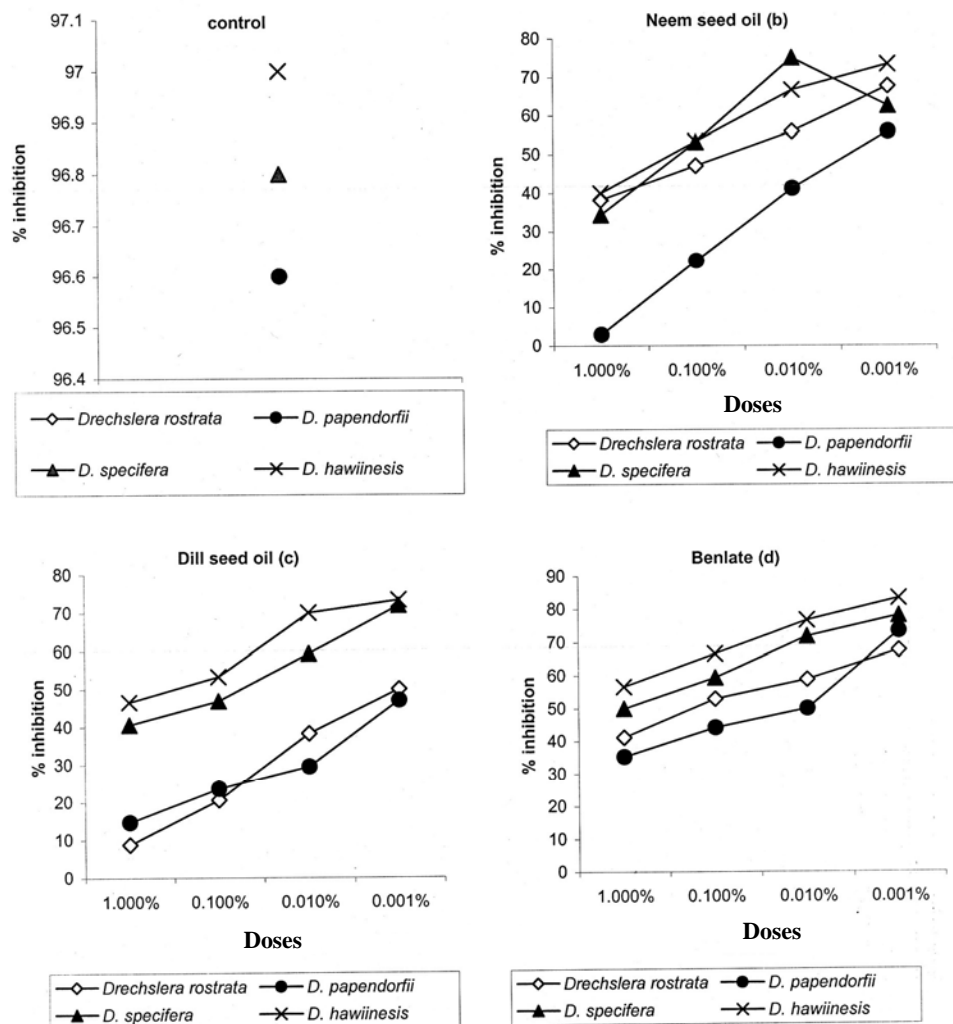 control
% inhibition
97.1
97
96.9
96.8
96.7
96.6
96.5
96.4
Drechslera rostrata
D. papendorfii
D. specifera
D. hawiinesis
Neem seed oil (b)
% inhibition
80
70
60
50
40
30
20
10
0
1.000% 0.100% 0.010% 0.001%
Doses
Drechslera rostrata
D. papendorfii
D. specifera
D. hawiinesis
Dill seed oil (c)
% inhibition
80
70
60
50
40
30
20
10
0
1.000% 0.100% 0.010% 0.001%
Doses
Drechslera rostrata
D. papendorfii
D. specifera
D. hawiinesis
Benlate (d)
% inhibition
90
80
70
60
50
40
30
20
10
0
1.000% 0.100% 0.010% 0.001%
Doses
Drechslera rostrata
D. papendorfii
D. specifera
D. hawiinesis